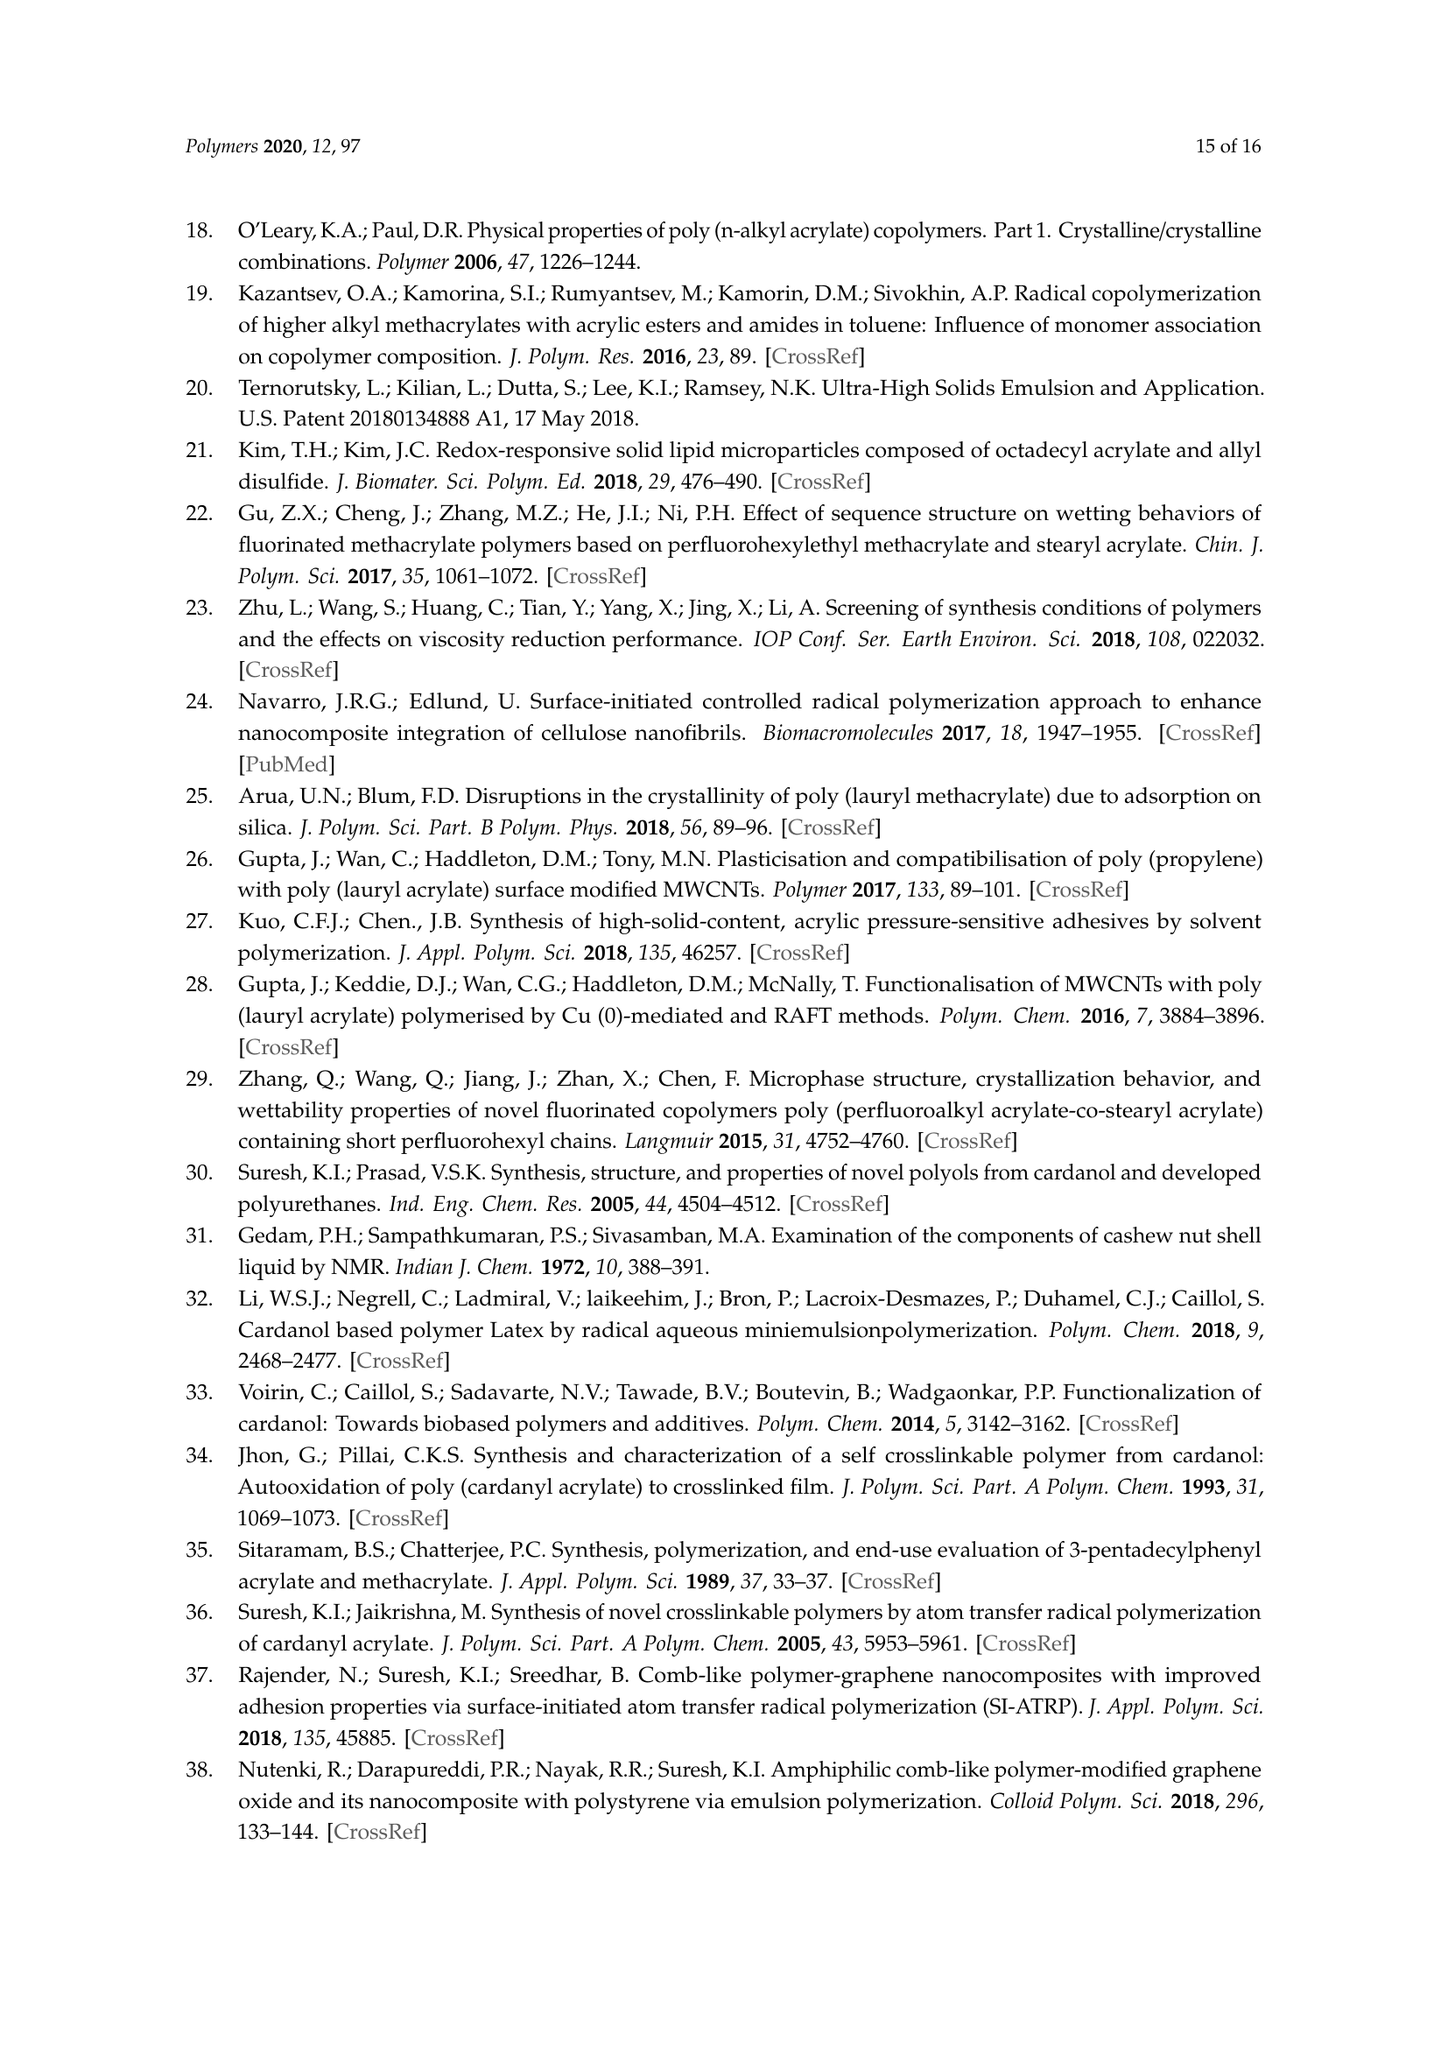 Polymers 2020, 12, 97
15 of 16
18. O’Leary, K.A.; Paul, D.R. Physical properties of poly (n-alkyl acrylate) copolymers. Part 1. Crystalline/crystalline
combinations. Polymer 2006, 47, 1226–1244.
19. Kazantsev, O.A.; Kamorina, S.I.; Rumyantsev, M.; Kamorin, D.M.; Sivokhin, A.P. Radical copolymerization
of higher alkyl methacrylates with acrylic esters and amides in toluene: Influence of monomer association
on copolymer composition. J. Polym. Res. 2016, 23, 89. [CrossRef]
20. Ternorutsky, L.; Kilian, L.; Dutta, S.; Lee, K.I.; Ramsey, N.K. Ultra-High Solids Emulsion and Application.
U.S. Patent 20180134888 A1, 17 May 2018.
21. Kim, T.H.; Kim, J.C. Redox-responsive solid lipid microparticles composed of octadecyl acrylate and allyl
disulfide. J. Biomater. Sci. Polym. Ed. 2018, 29, 476–490. [CrossRef]
22. Gu, Z.X.; Cheng, J.; Zhang, M.Z.; He, J.I.; Ni, P.H. Effect of sequence structure on wetting behaviors of
fluorinated methacrylate polymers based on perfluorohexylethyl methacrylate and stearyl acrylate. Chin. J.
Polym. Sci. 2017, 35, 1061–1072. [CrossRef]
23. Zhu, L.; Wang, S.; Huang, C.; Tian, Y.; Yang, X.; Jing, X.; Li, A. Screening of synthesis conditions of polymers
and the effects on viscosity reduction performance. IOP Conf. Ser. Earth Environ. Sci. 2018, 108, 022032.
[CrossRef]
24. Navarro, J.R.G.; Edlund, U. Surface-initiated controlled radical polymerization approach to enhance
nanocomposite integration of cellulose nanofibrils. Biomacromolecules 2017, 18, 1947–1955. [CrossRef]
[PubMed]
25. Arua, U.N.; Blum, F.D. Disruptions in the crystallinity of poly (lauryl methacrylate) due to adsorption on
silica. J. Polym. Sci. Part. B Polym. Phys. 2018, 56, 89–96. [CrossRef]
26. Gupta, J.; Wan, C.; Haddleton, D.M.; Tony, M.N. Plasticisation and compatibilisation of poly (propylene)
with poly (lauryl acrylate) surface modified MWCNTs. Polymer 2017, 133, 89–101. [CrossRef]
27. Kuo, C.F.J.; Chen., J.B. Synthesis of high-solid-content, acrylic pressure-sensitive adhesives by solvent
polymerization. J. Appl. Polym. Sci. 2018, 135, 46257. [CrossRef]
28. Gupta, J.; Keddie, D.J.; Wan, C.G.; Haddleton, D.M.; McNally, T. Functionalisation of MWCNTs with poly
(lauryl acrylate) polymerised by Cu (0)-mediated and RAFT methods. Polym. Chem. 2016, 7, 3884–3896.
[CrossRef]
29. Zhang, Q.; Wang, Q.; Jiang, J.; Zhan, X.; Chen, F. Microphase structure, crystallization behavior, and
wettability properties of novel fluorinated copolymers poly (perfluoroalkyl acrylate-co-stearyl acrylate)
containing short perfluorohexyl chains. Langmuir 2015, 31, 4752–4760. [CrossRef]
30. Suresh, K.I.; Prasad, V.S.K. Synthesis, structure, and properties of novel polyols from cardanol and developed
polyurethanes. Ind. Eng. Chem. Res. 2005, 44, 4504–4512. [CrossRef]
31. Gedam, P.H.; Sampathkumaran, P.S.; Sivasamban, M.A. Examination of the components of cashew nut shell
liquid by NMR. Indian J. Chem. 1972, 10, 388–391.
32. Li, W.S.J.; Negrell, C.; Ladmiral, V.; laikeehim, J.; Bron, P.; Lacroix-Desmazes, P.; Duhamel, C.J.; Caillol, S.
Cardanol based polymer Latex by radical aqueous miniemulsionpolymerization. Polym. Chem. 2018, 9,
2468–2477. [CrossRef]
33. Voirin, C.; Caillol, S.; Sadavarte, N.V.; Tawade, B.V.; Boutevin, B.; Wadgaonkar, P.P. Functionalization of
cardanol: Towards biobased polymers and additives. Polym. Chem. 2014, 5, 3142–3162. [CrossRef]
34. Jhon, G.; Pillai, C.K.S. Synthesis and characterization of a self crosslinkable polymer from cardanol:
Autooxidation of poly (cardanyl acrylate) to crosslinked film. J. Polym. Sci. Part. A Polym. Chem. 1993, 31,
1069–1073. [CrossRef]
35. Sitaramam, B.S.; Chatterjee, P.C. Synthesis, polymerization, and end-use evaluation of 3-pentadecylphenyl
acrylate and methacrylate. J. Appl. Polym. Sci. 1989, 37, 33–37. [CrossRef]
36. Suresh, K.I.; Jaikrishna, M. Synthesis of novel crosslinkable polymers by atom transfer radical polymerization
of cardanyl acrylate. J. Polym. Sci. Part. A Polym. Chem. 2005, 43, 5953–5961. [CrossRef]
37. Rajender, N.; Suresh, K.I.; Sreedhar, B. Comb-like polymer-graphene nanocomposites with improved
adhesion properties via surface-initiated atom transfer radical polymerization (SI-ATRP). J. Appl. Polym. Sci.
2018, 135, 45885. [CrossRef]
38. Nutenki, R.; Darapureddi, P.R.; Nayak, R.R.; Suresh, K.I. Amphiphilic comb-like polymer-modified graphene
oxide and its nanocomposite with polystyrene via emulsion polymerization. Colloid Polym. Sci. 2018, 296,
133–144. [CrossRef]